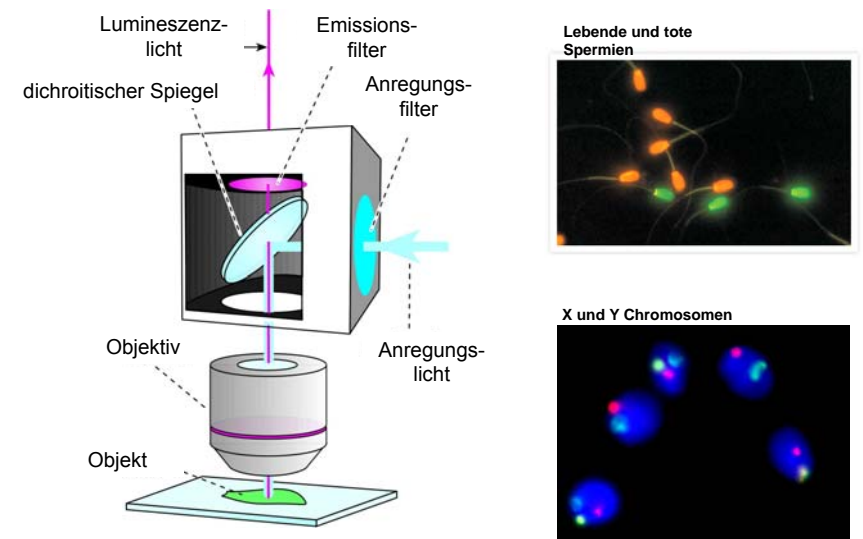 Lumineszenz-
licht
Emissions-
filter
dichroitischer Spiegel
Anregungs-
filter
Objektiv
Anregungs-
licht
Objekt
Lebende und tote
Spermien
X und Y Chromosomen